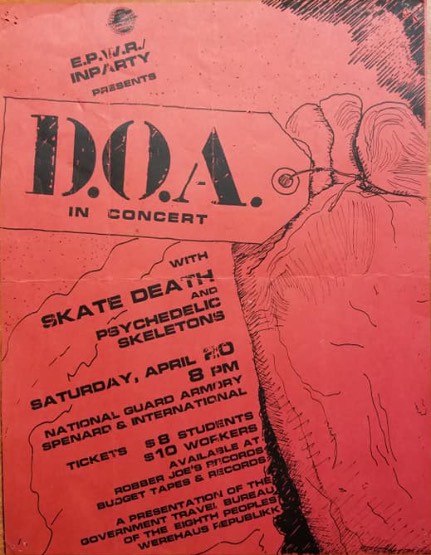 E.P.W.R./
INPARTY
PRESENTS
D.O.A.
IN CONCERT
WITH
SKATE DEATH
AND
PSYCHEDELIC
SKELETONS
SATURDAY, APRIL 20
8 PM
NATIONAL GUARD ARMORY
SPENARD & INTERNATIONAL
TICKETS $8 STUDENTS
$10 WORKERS
AVAILABLE AT
ROBBER JOE'S RECORDS
BUDGET TAPES & RECORDS
A PRESENTATION OF THE
GOVERNMENT TRAVEL BUREAU
OF THE EIGHTH PEOPLES
WEREHAUS REPUBLIKK